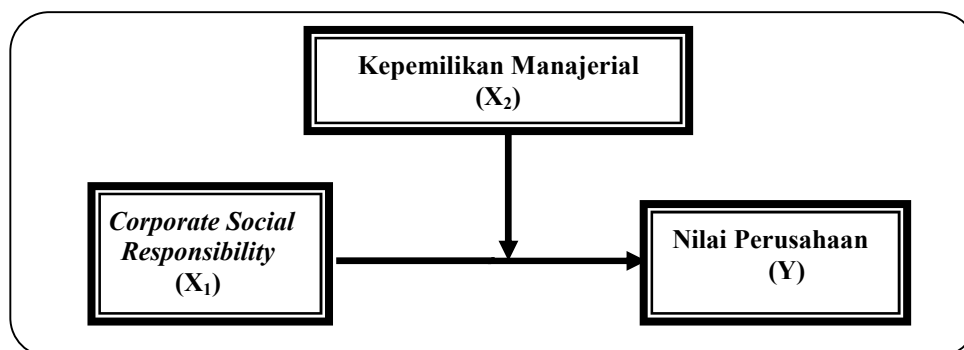 Kepemilikan Manajerial
(X₂)
Corporate Social
Responsibility
(X₁)
Nilai Perusahaan
(Y)